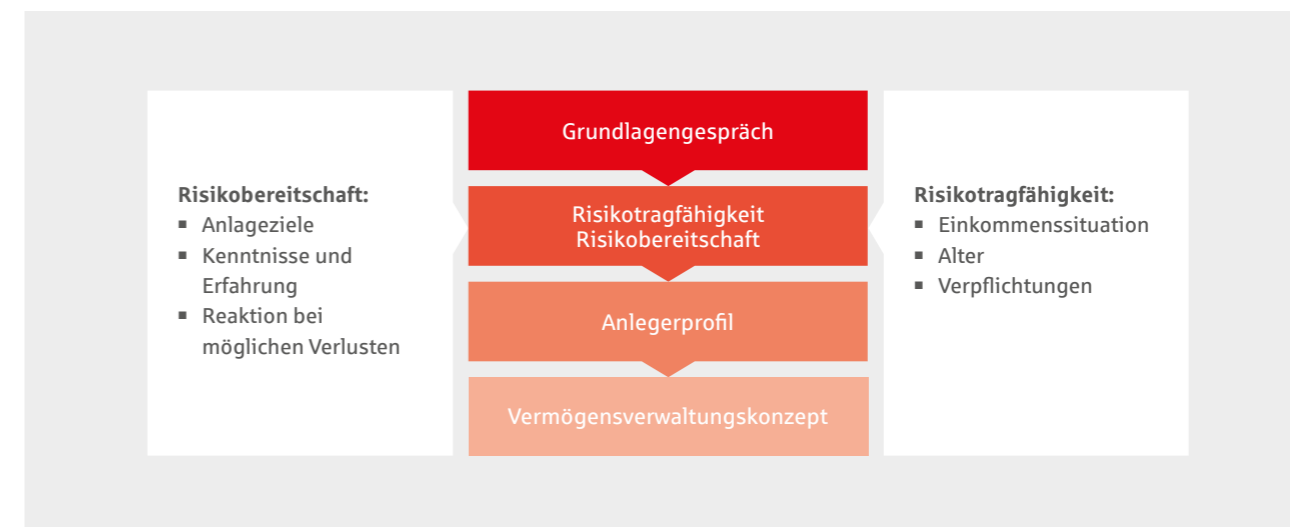 Risikobereitschaft:
▪ Anlageziele
▪ Kenntnisse und
Erfahrung
▪ Reaktion bei
möglichen Verlusten
Grundlagengespräch
Risikotragfähigkeit
Risikobereitschaft
Anlegerprofil
Vermögensverwaltungskonzept
Risikotragfähigkeit:
▪ Einkommenssituation
▪ Alter
▪ Verpflichtungen